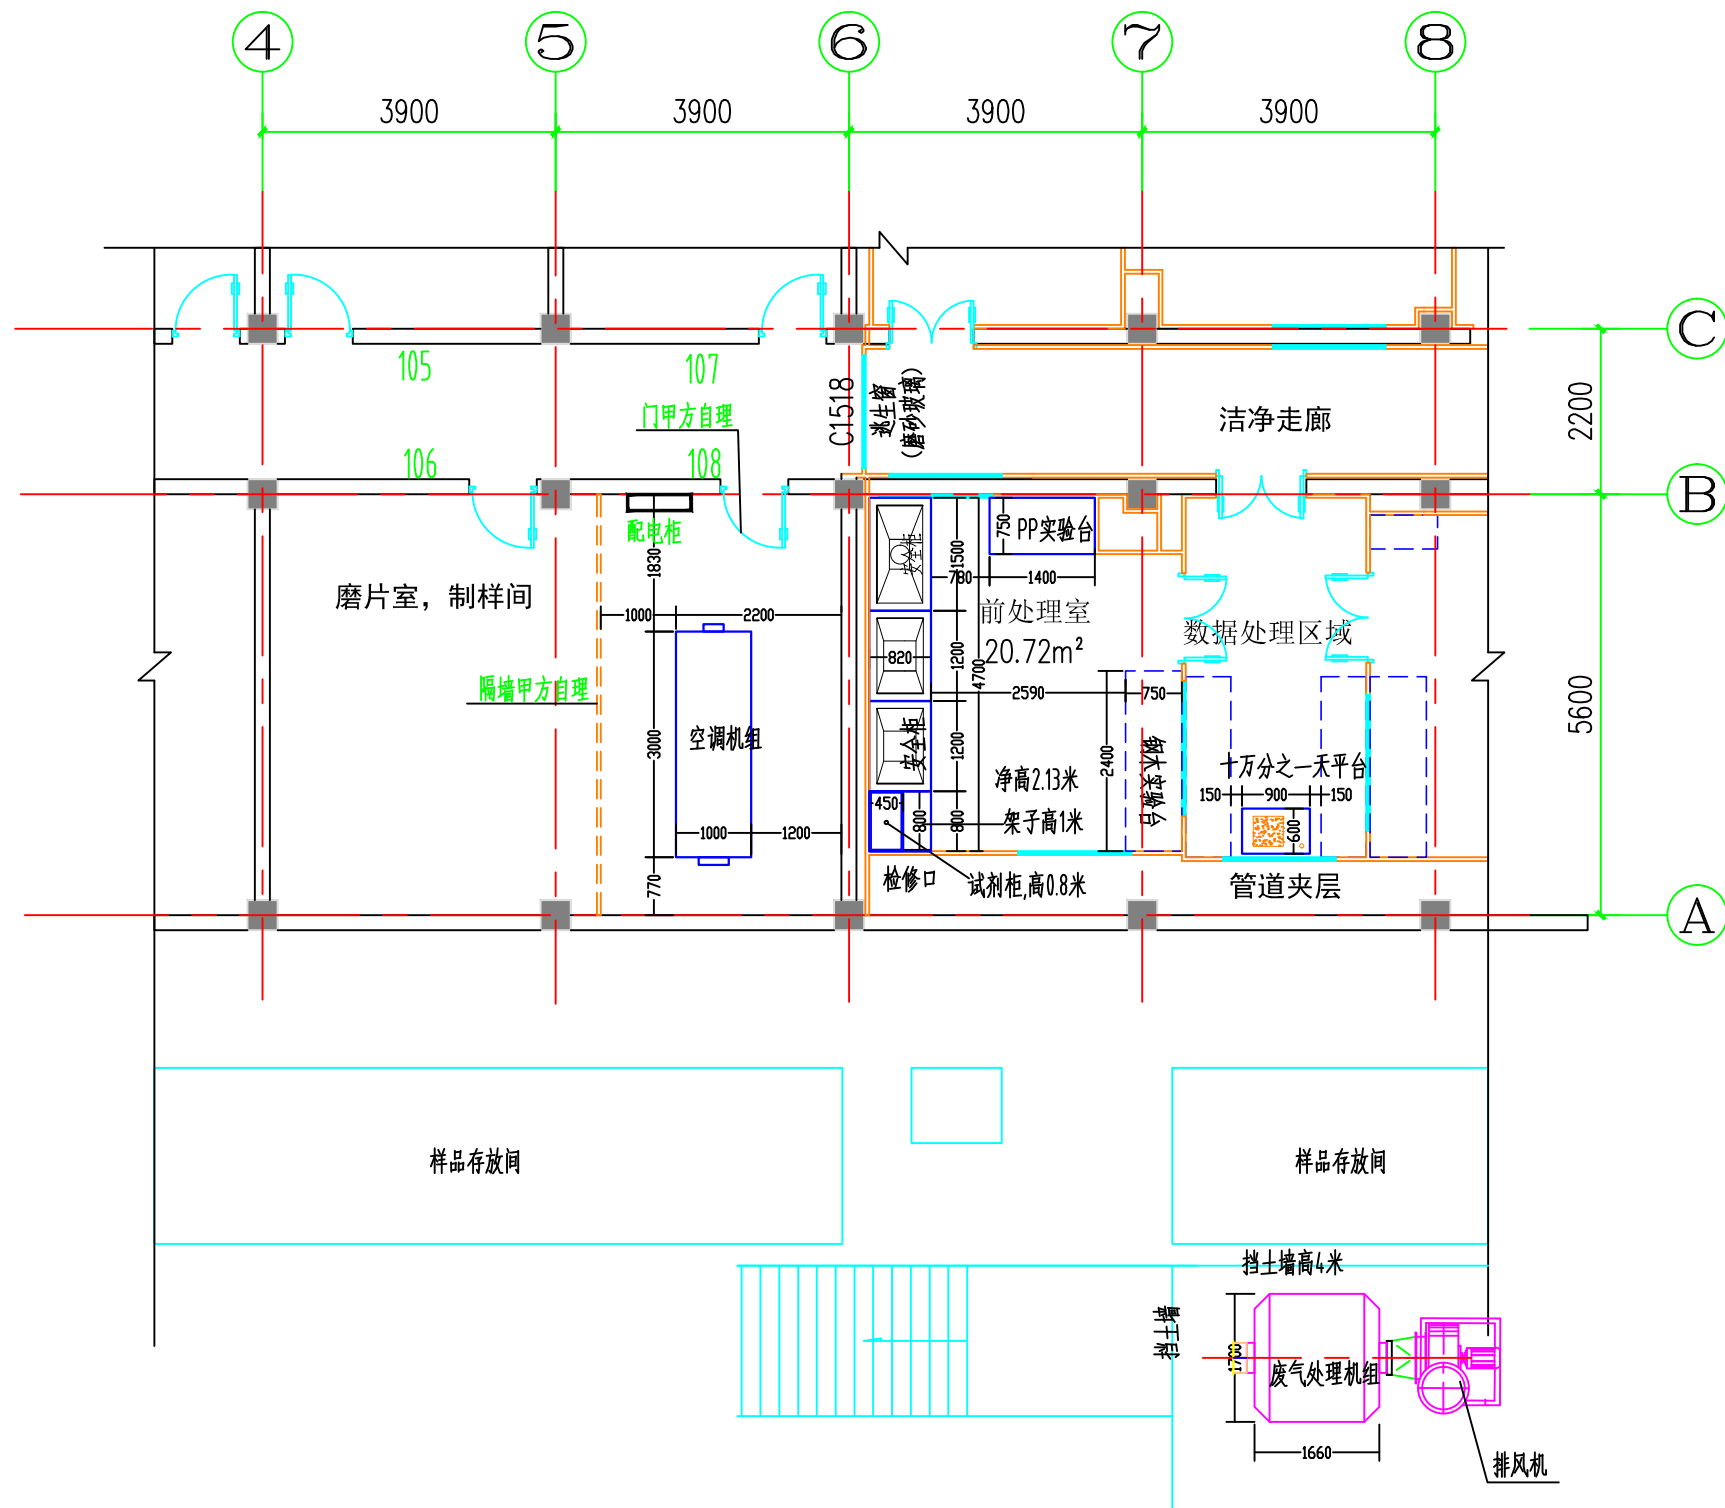 4
5
6
7
8
3900
3900
3900
3900
C
105
107
C1518
逃生窗
(磨砂玻璃)
洁净走廊
2200
门甲方自理
106
108
B
配电柜
1830
750
PP实验台
安全柜
1500
780
1400
磨片室，制样间
1000
2200
前处理室
20.72m²
数据处理区域
820
1200
4700
2590
750
5600
隔墙甲方自理
空调机组
3000
安全柜
1200
2400
钢木实验台
净高2.13米
十万分之一天平台
150
900
150
600
450
800
800
架子高1米
1000
1200
770
检修口
试剂柜,高0.8米
管道夹层
A
样品存放间
样品存放间
挡土墙高4米
挡土墙
1700
废气处理机组
1660
排风机